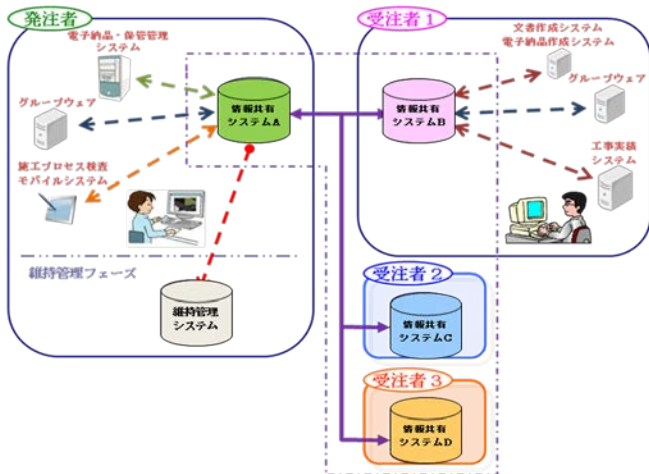 発注者
電子納品・保管管理
システム
グループウェア
施工プロセス検査
モバイルシステム
情報共有
システムA
維持管理フェーズ
維持管理
システム
受注者1
文書作成システム
電子納品作成システム
グループウェア
工事実績
システム
情報共有
システムB
受注者2
情報共有
システムC
受注者3
情報共有
システムD